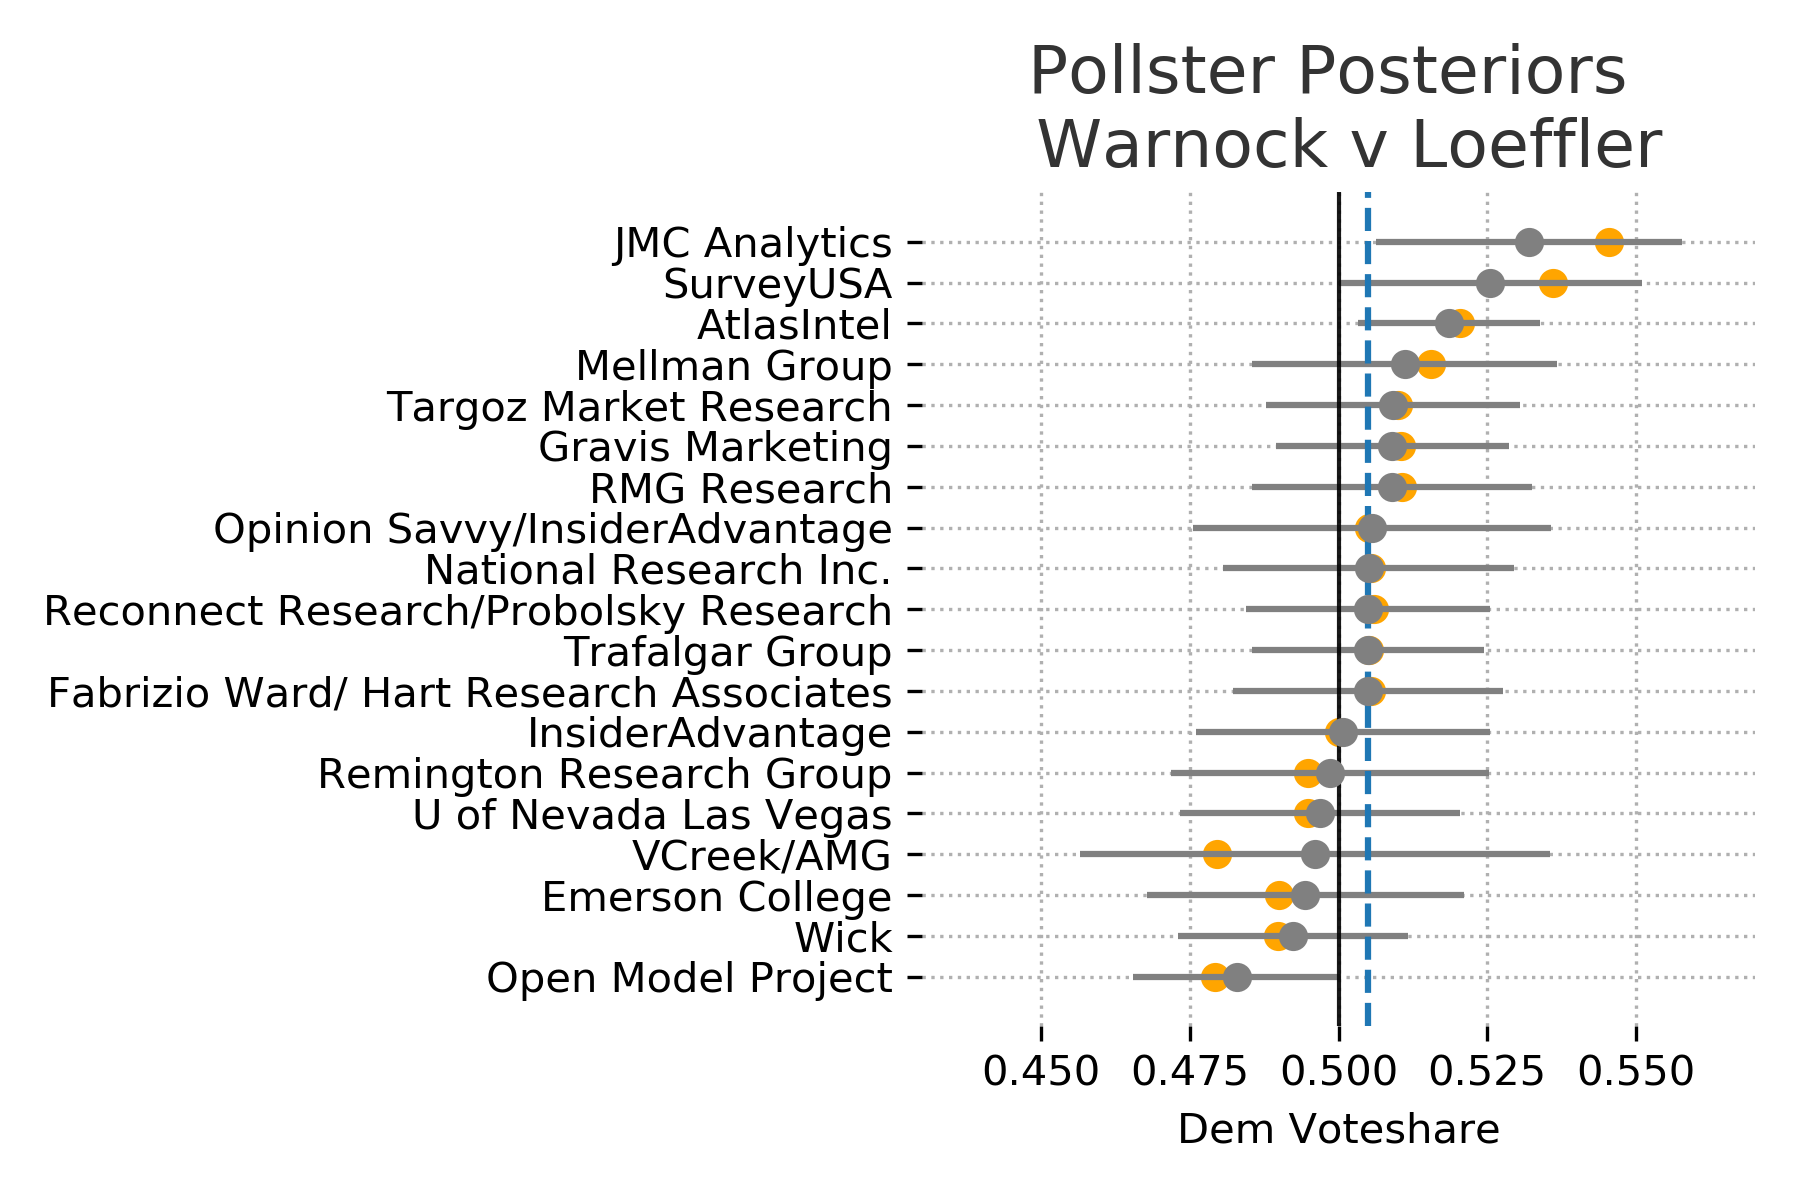 Pollster Posteriors
Warnock v Loeffler
JMC Analytics
SurveyUSA
AtlasIntel
Mellman Group
Targoz Market Research
Gravis Marketing
RMG Research
Opinion Savvy/InsiderAdvantage
National Research Inc.
Reconnect Research/Probolsky Research
Trafalgar Group
Fabrizio Ward/ Hart Research Associates
InsiderAdvantage
Remington Research Group
U of Nevada Las Vegas
VCreek/AMG
Emerson College
Wick
Open Model Project
0.450 0.475 0.500 0.525 0.550
Dem Voteshare